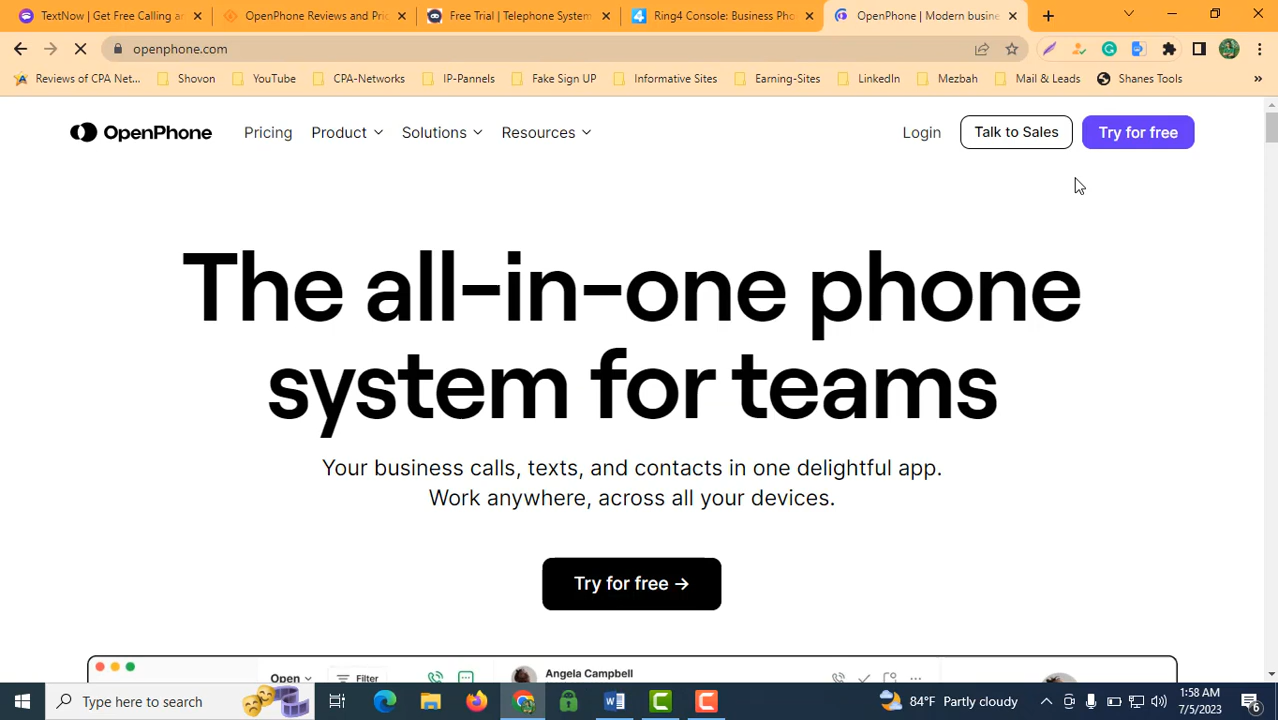 TextNow | Get Free Calling ar
OpenPhone Reviews and Pric
Free Trial | Telephone System
Ring4 Console: Business Pho
OpenPhone | Modern busine
openphone.com
Reviews of CPA Net...
Shovon
YouTube
CPA-Networks
IP-Pannels
Fake Sign UP
Informative Sites
Earning-Sites
LinkedIn
Mezbah
Mail & Leads
Shanes Tools
»
OpenPhone
Pricing
Product
Solutions
Resources
Login
Talk to Sales
Try for free
The all-in-one phone
system for teams
Your business calls, texts, and contacts in one delightful app.
Work anywhere, across all your devices.
Try for free →
Open
Filter
Angela Campbell
Type here to search
84°F Partly cloudy
1:58 AM
7/5/2023
6